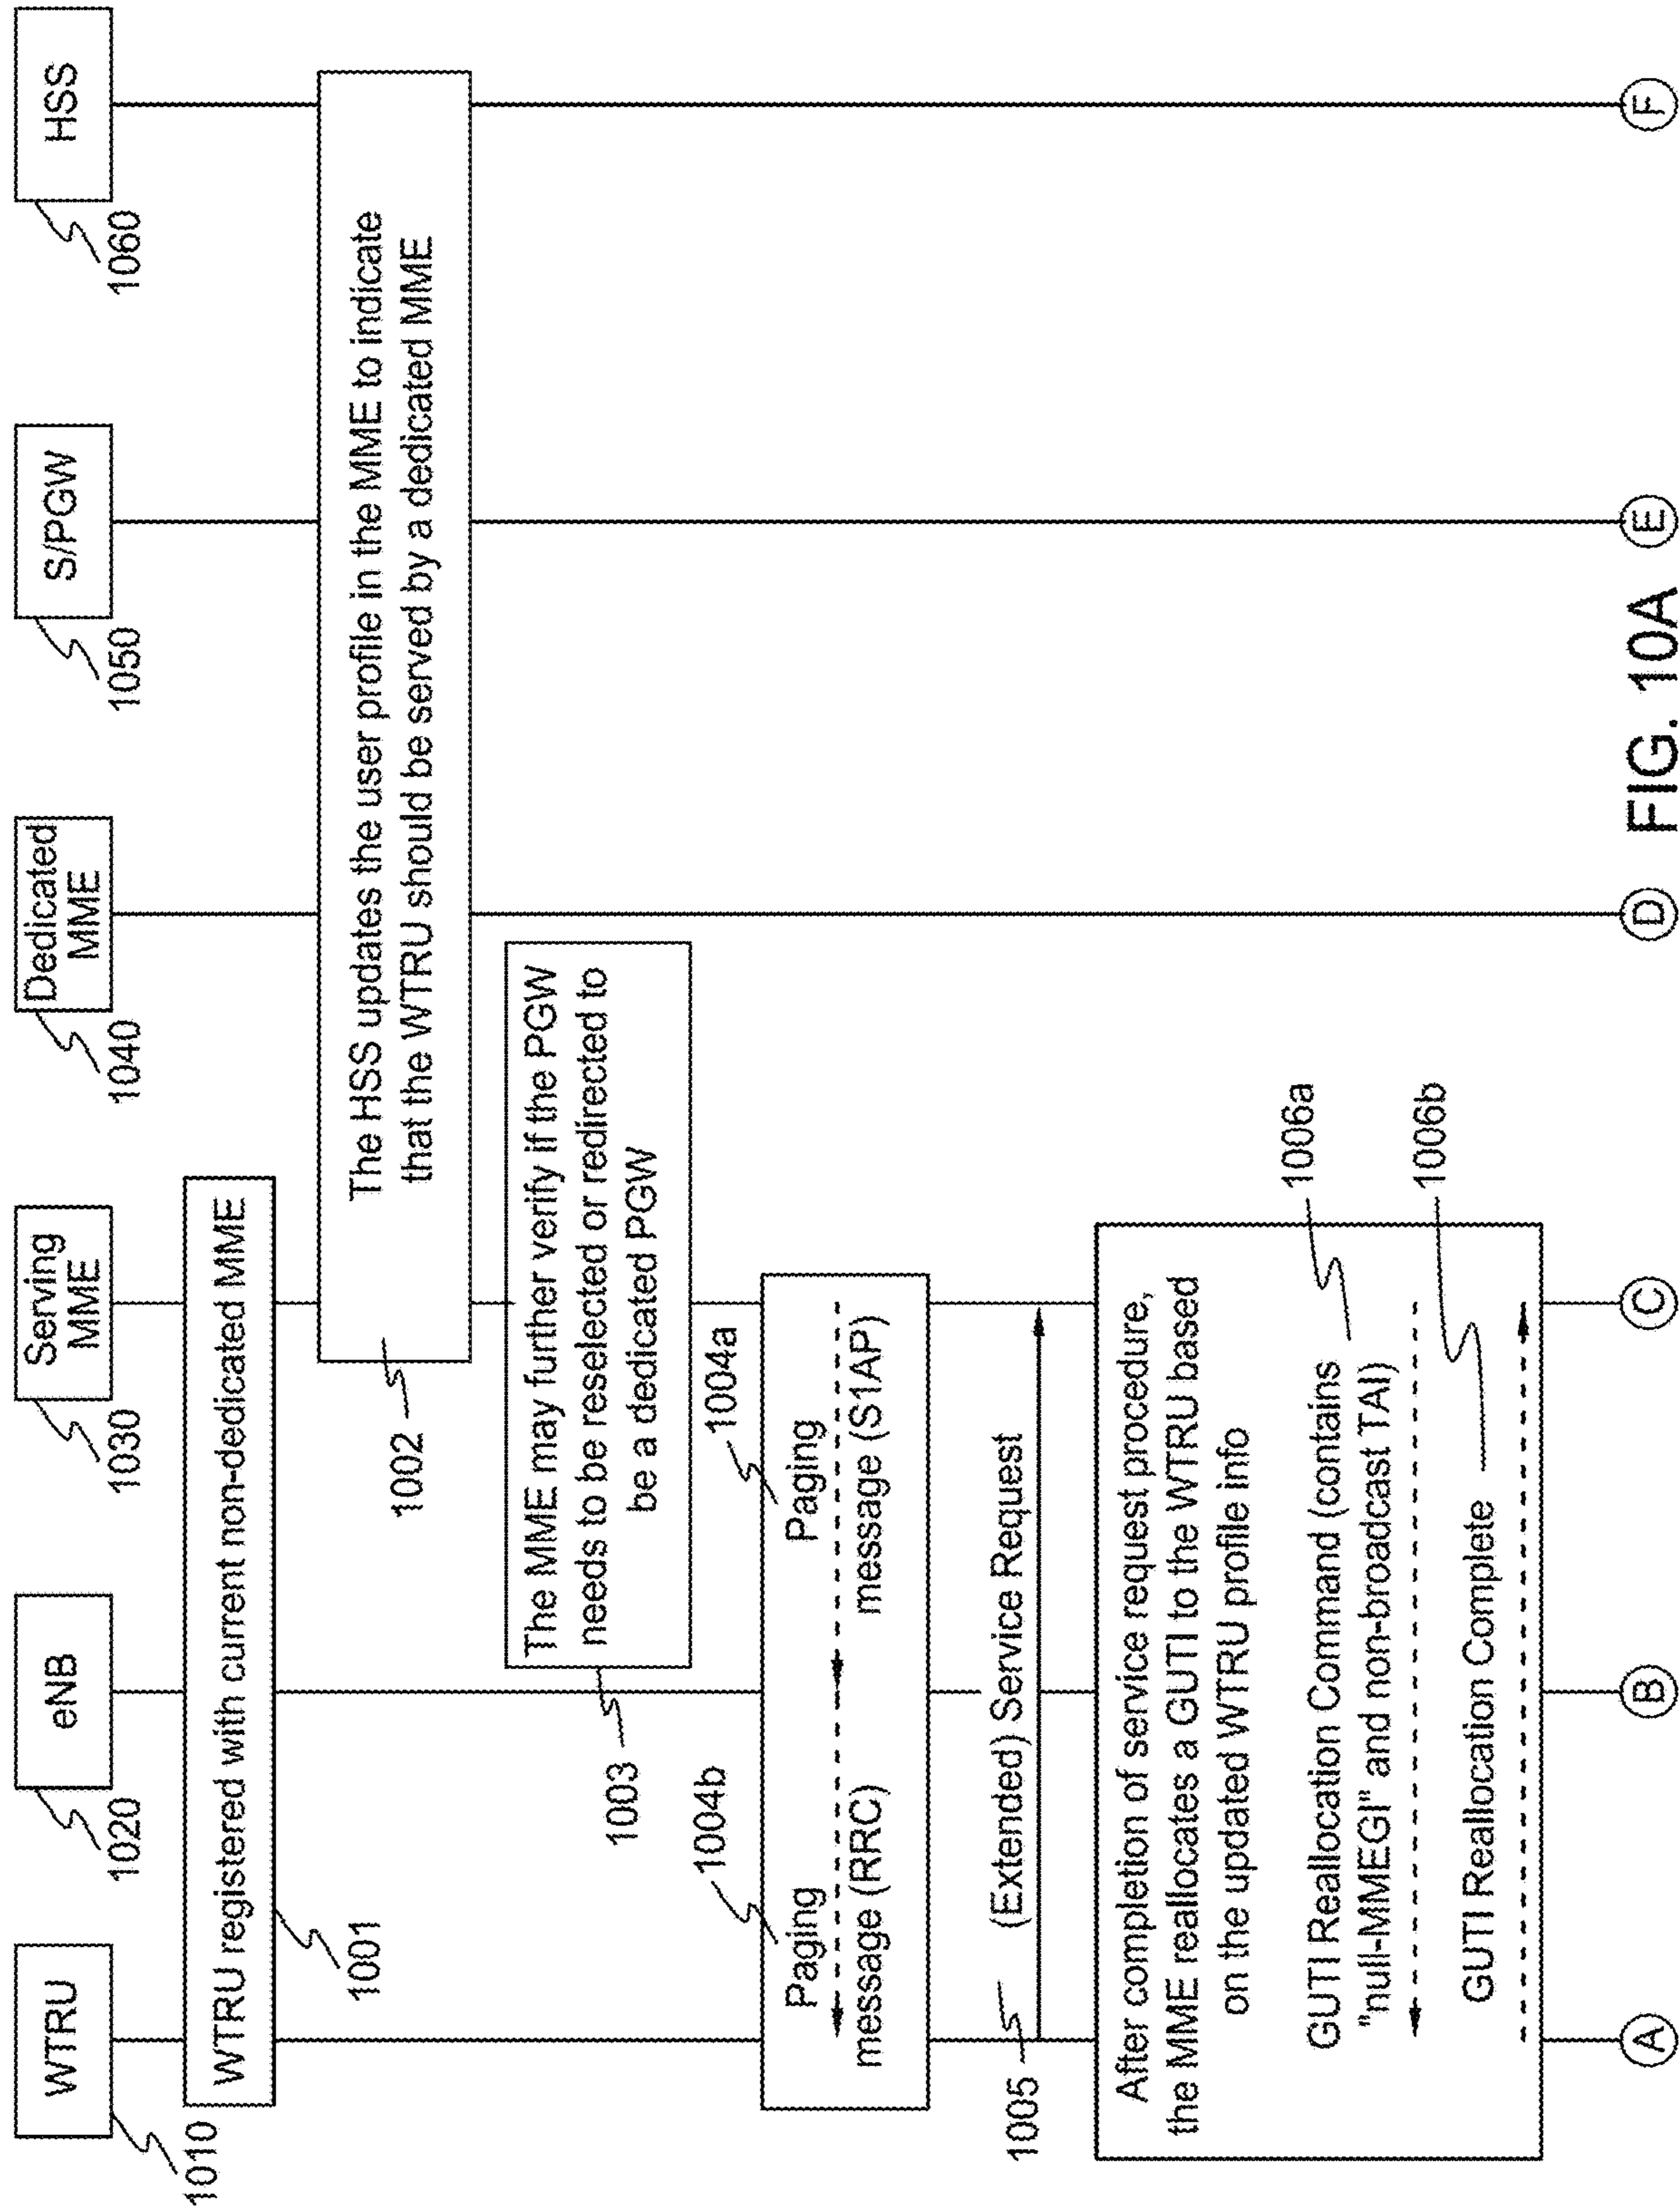 WTRU
eNB
Serving
MME
Dedicated
MME
S/PGW
HSS
1010
1020
1030
1040
1050
1060
WTRU registered with current non-dedicated MME
1001
The HSS updates the user profile in the MME to indicate
that the WTRU should be served by a dedicated MME
1002
The MME may further verify if the PGW
needs to be reselected or redirected to
be a dedicated PGW
1003
1004b
1004a
Paging
message (RRC)
Paging
message (S1AP)
1005
(Extended) Service Request
After completion of service request procedure,
the MME reallocates a GUTI to the WTRU based
on the updated WTRU profile info
GUTI Reallocation Command (contains
"null-MMEGI" and non-broadcast TAI)
1006a
GUTI Reallocation Complete
1006b
A
B
C
D
E
F
FIG. 10A